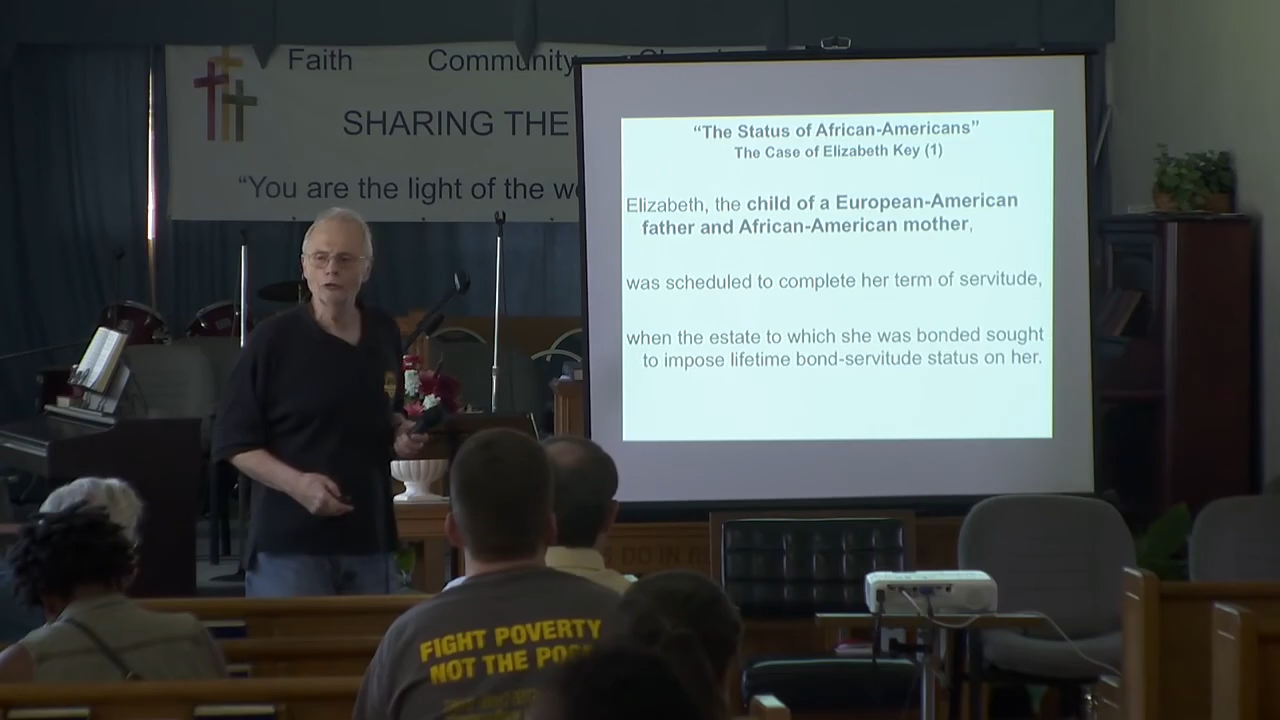 Faith Community
SHARING THE
"You are the light of the
"The Status of African-Americans"
The Case of Elizabeth Key (1)
Elizabeth, the child of a European-American
father and African-American mother,
was scheduled to complete her term of servitude,
when the estate to which she was bonded sought
to impose lifetime bond-servitude status on her.
FIGHT POVERTY
NOT THE
DO IN